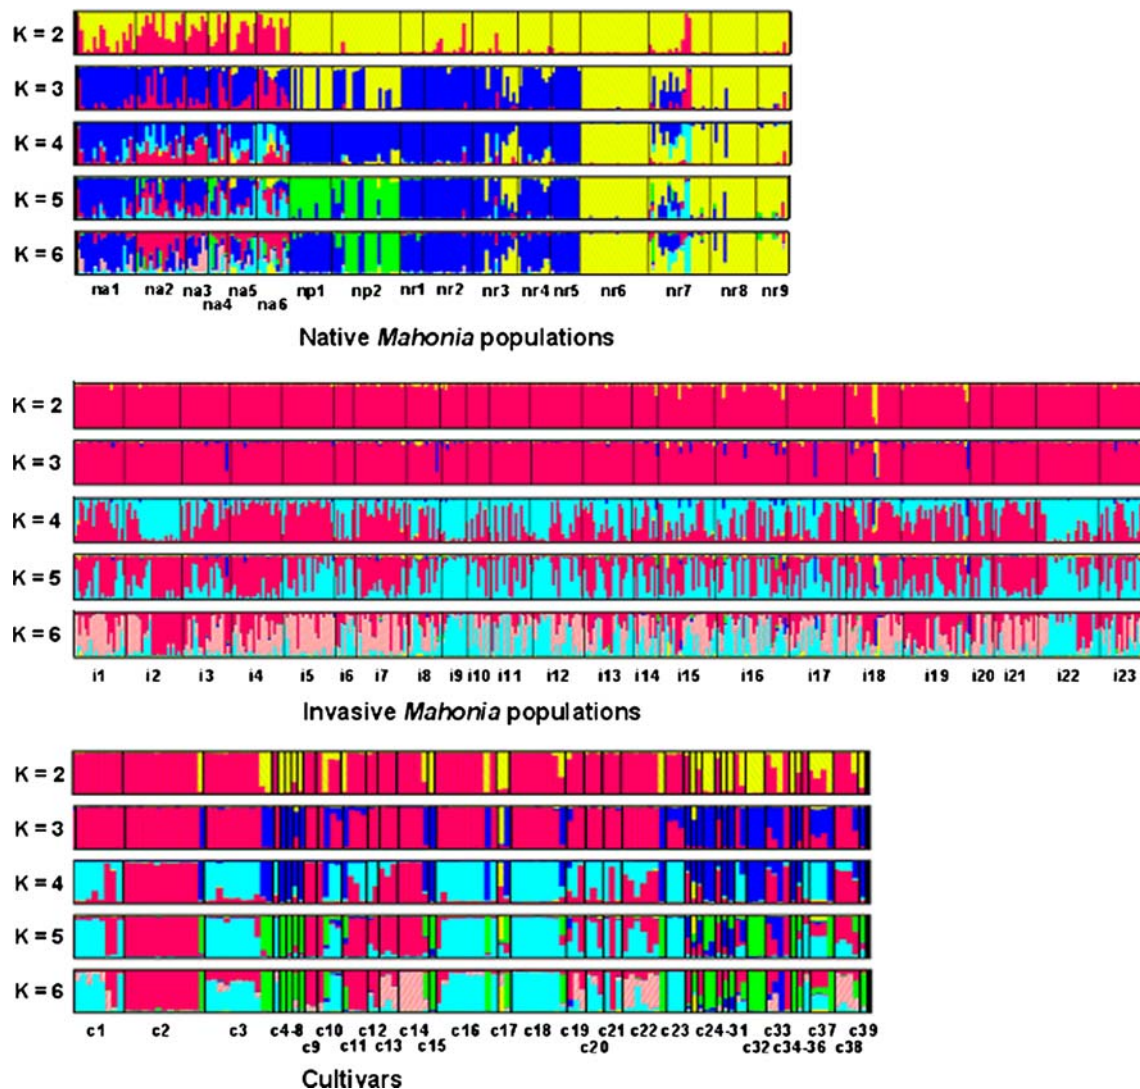 K = 2
K = 3
K = 4
K = 5
K = 6
na1 na2 na3 na5 np1 np2 nr1 nr2 nr3 nr4 nr5 nr6 nr7 nr8 nr9
na4 na6
Native Mahonia populations
K = 2
K = 3
K = 4
K = 5
K = 6
i1 i2 i3 i4 i5 i6 i7 i8 i9 i10 i11 i12 i13 i14 i15 i16 i17 i18 i19 i20 i21 i22 i23
Invasive Mahonia populations
K = 2
K = 3
K = 4
K = 5
K = 6
c1 c2 c3 c4-8 c10 c12 c14 c16 c17 c18 c19 c21 c22 c23 c24 -31 c33 c37 c39
c9 c11 c13 c15 c20 c32 c34 -36 c38
Cultivars